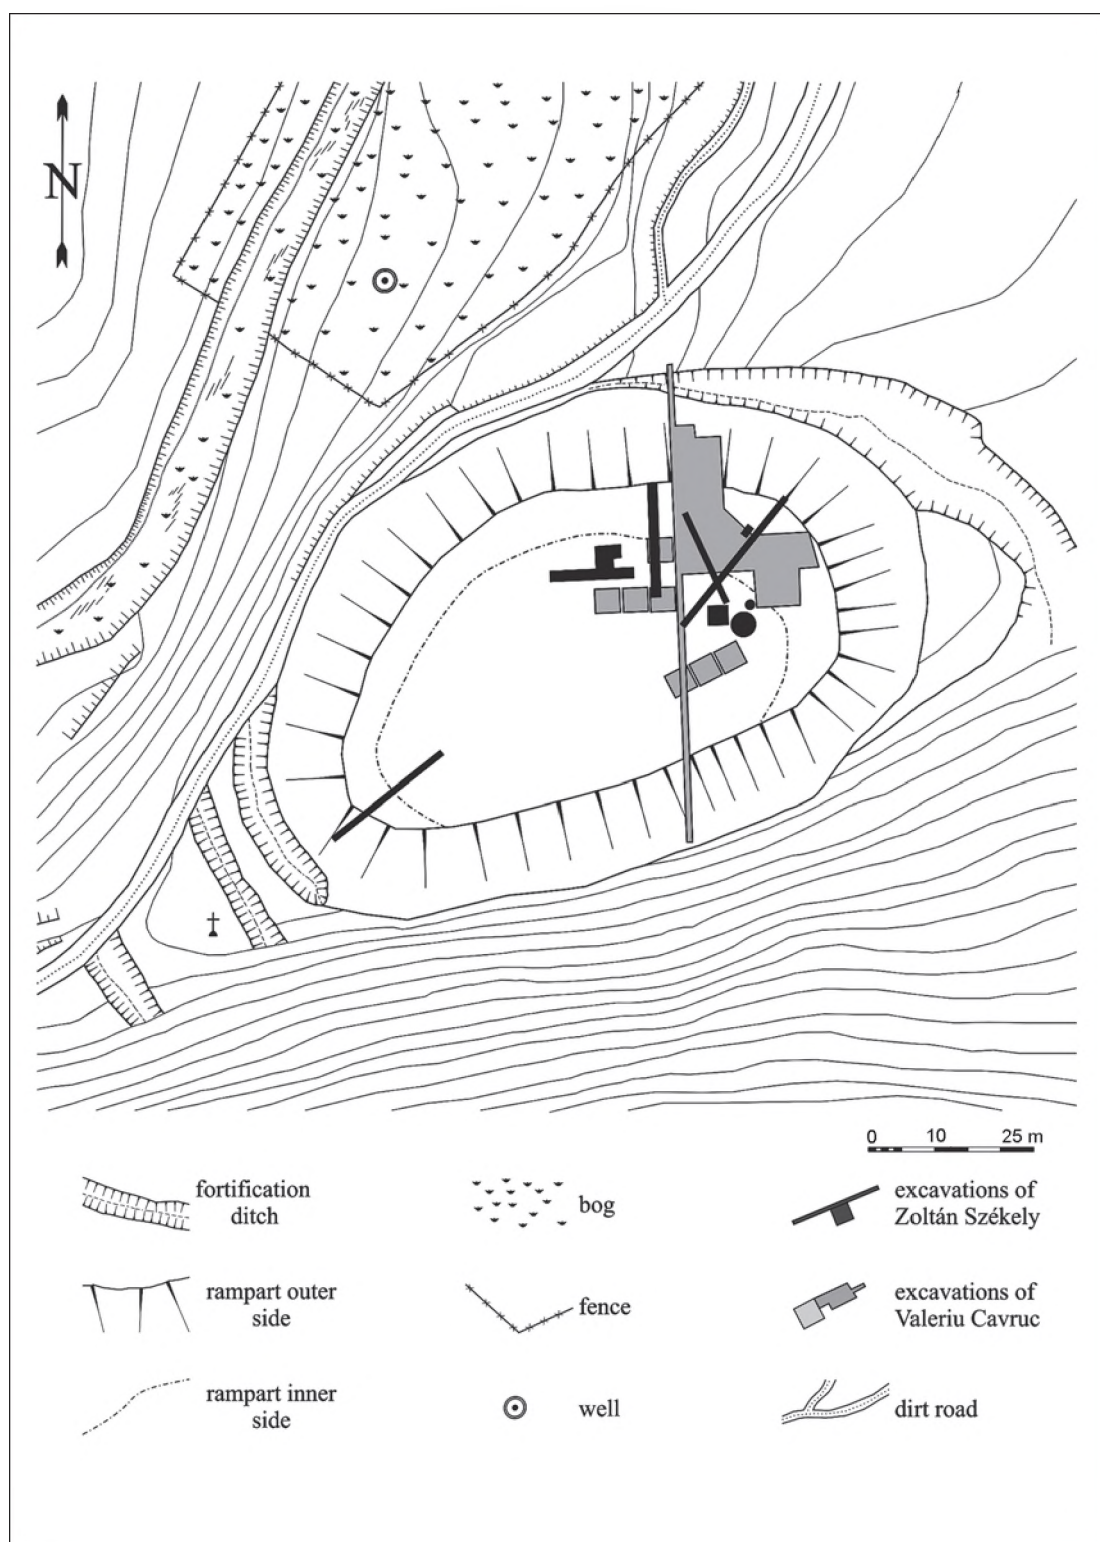 N
0 10 25 m
fortification
ditch
bog
excavations of
Zoltán Székely
rampart outer
side
fence
excavations of
Valeriu Cavruc
rampart inner
side
well
dirt road